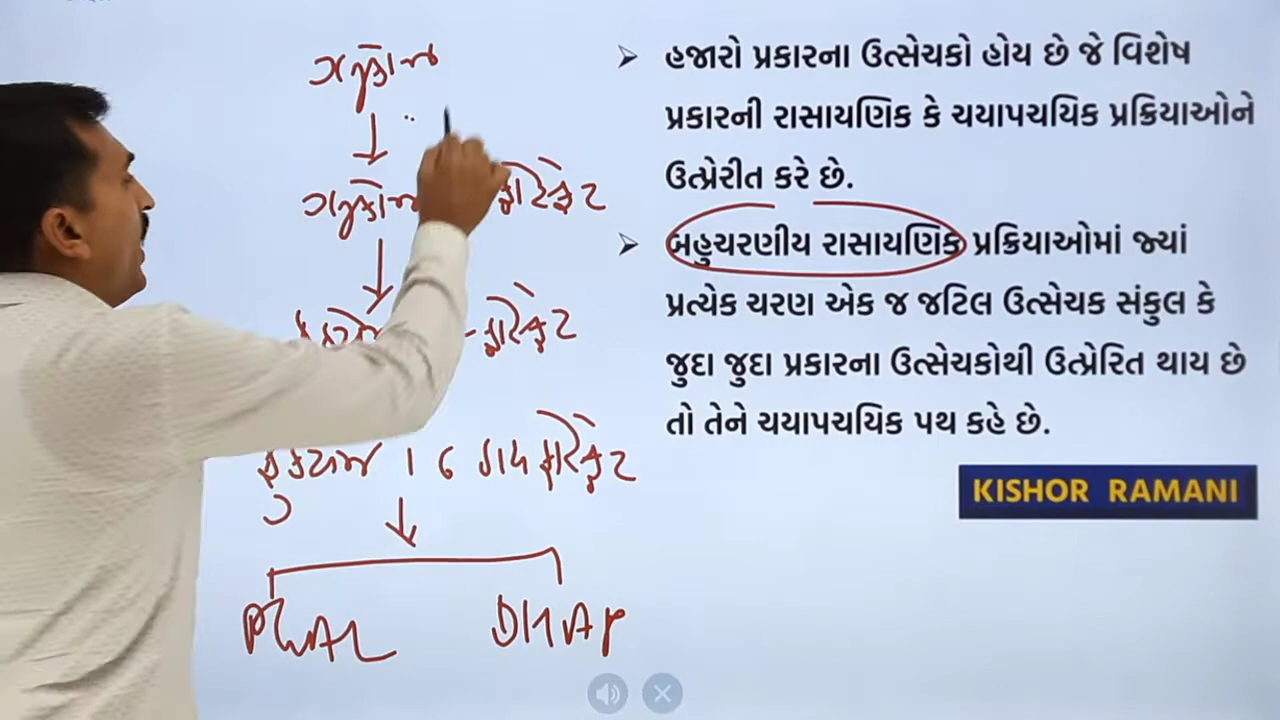 ગ્લુકોઝ
ફોસ્ફેટ
ફોસ્ફેટ
1 6 ફોસ્ફેટ
PGAL DHAP
➢ હજારો પ્રકારના ઉત્સેચકો હોય છે જે વિશેષ
પ્રકારની રાસાયણિક કે ચયાપચયિક પ્રક્રિયાઓને
ઉત્પ્રેરીત કરે છે.
➢ બહુચરણીય રાસાયણિક પ્રક્રિયાઓમાં જ્યાં
પ્રત્યેક ચરણ એક જ જટિલ ઉત્સેચક સંકુલ કે
જુદા જુદા પ્રકારના ઉત્સેચકોથી ઉત્પ્રેરિત થાય છે
તો તેને ચયાપચયિક પથ કહે છે.
KISHOR RAMANI